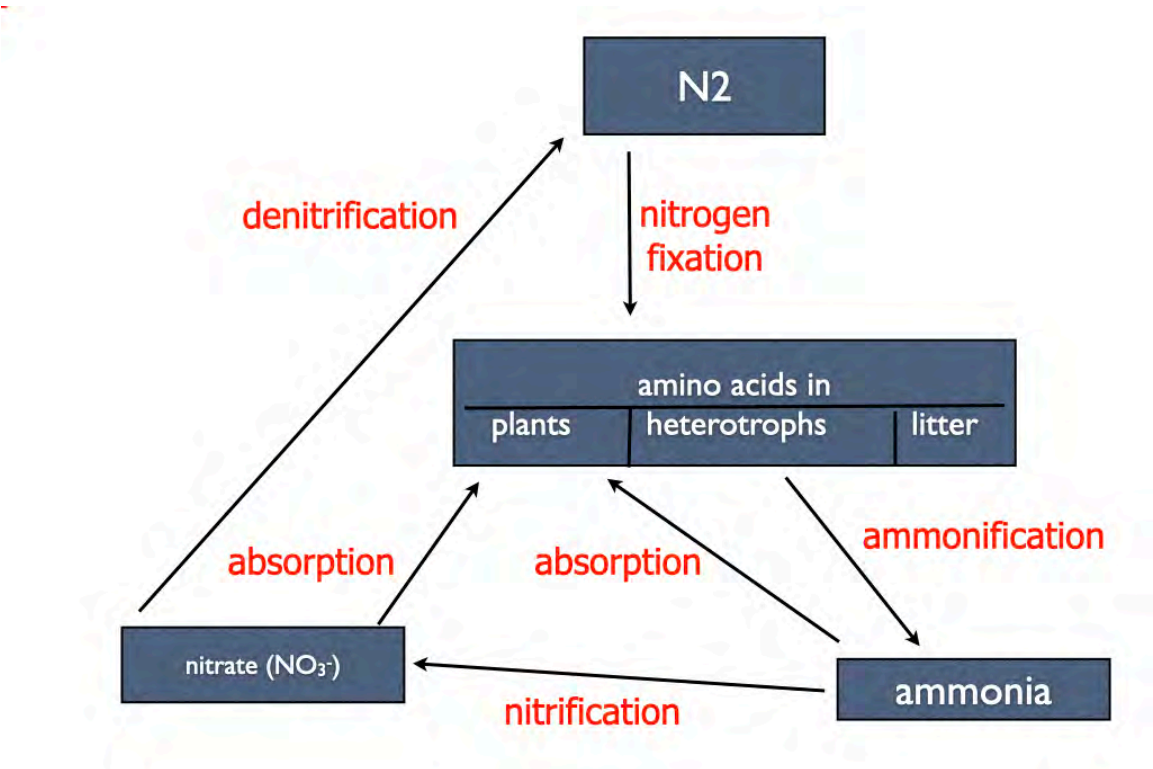 N2
denitrification
nitrogen
fixation
amino acids in
plants
heterotrophs
litter
absorption
absorption
ammonification
nitrate (NO₃-)
ammonia
nitrification